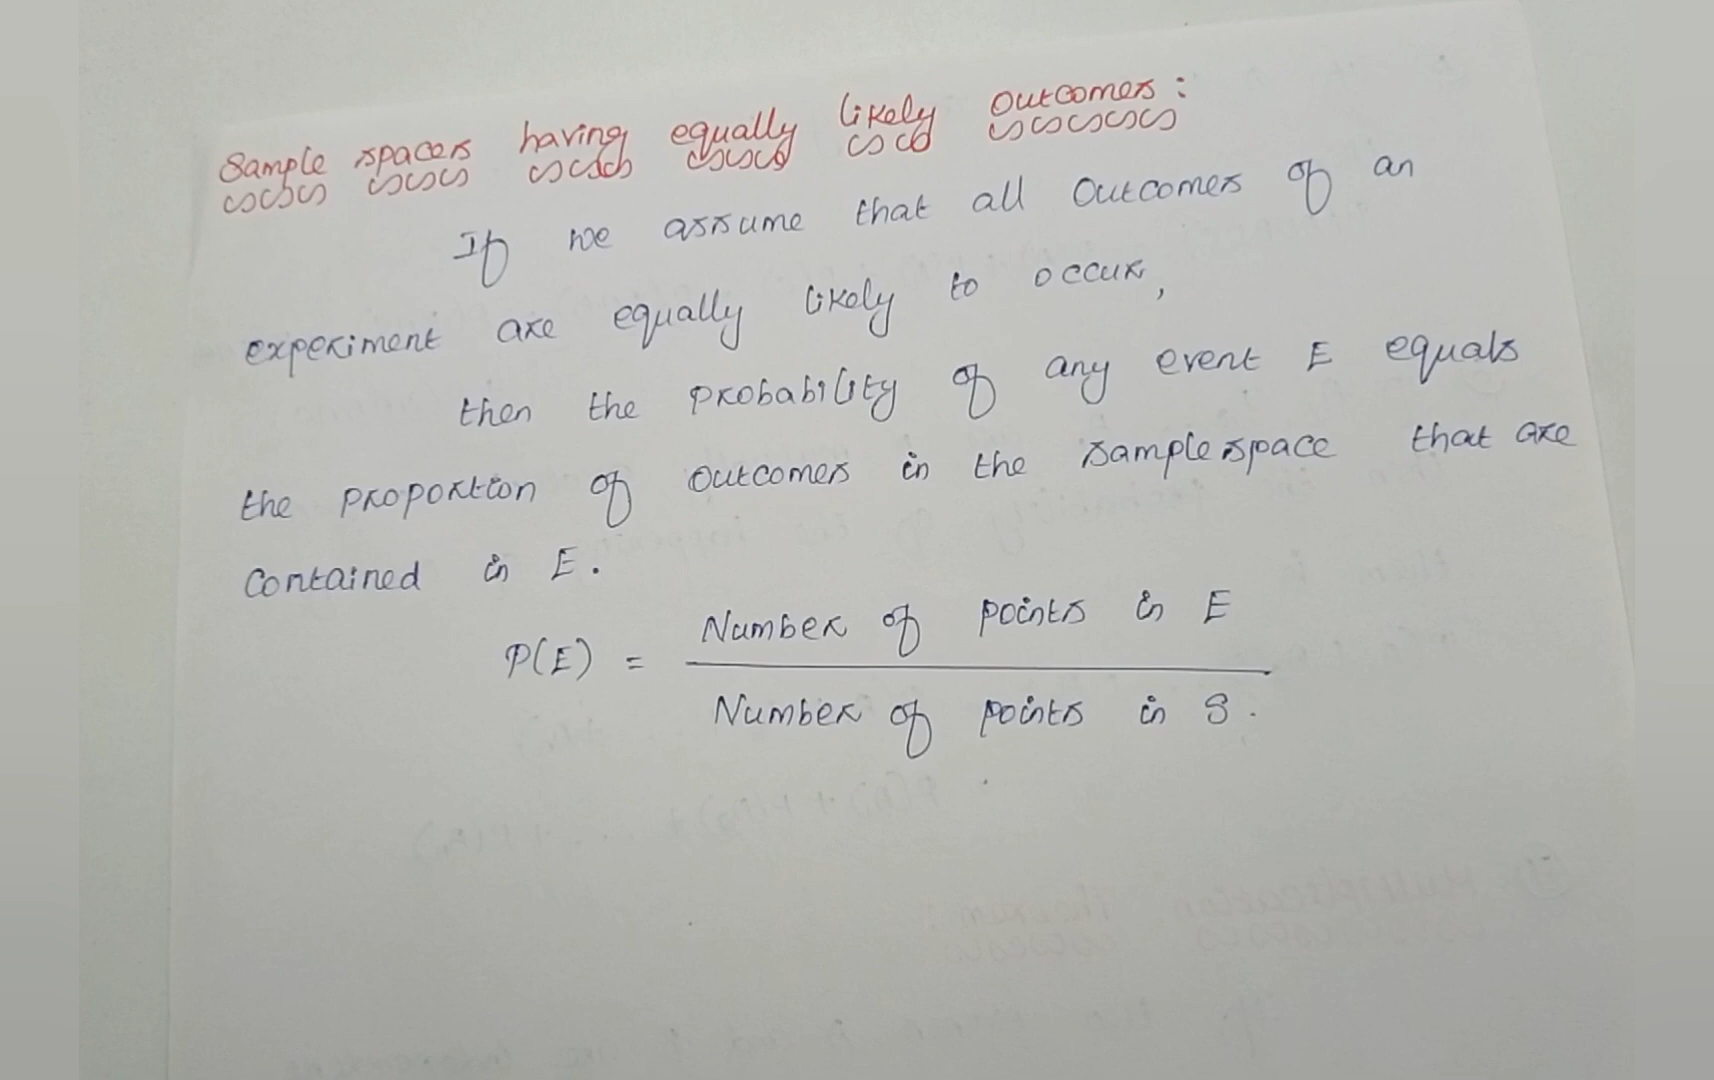 Sample spaces having equally likely outcomes:
If we assume that all outcomes of an
experiment are equally likely to occur,
then the probability of any event E equals
the proportion of outcomes in the sample space that are
contained in E.
P(E) = Number of points in E
Number of points in S.